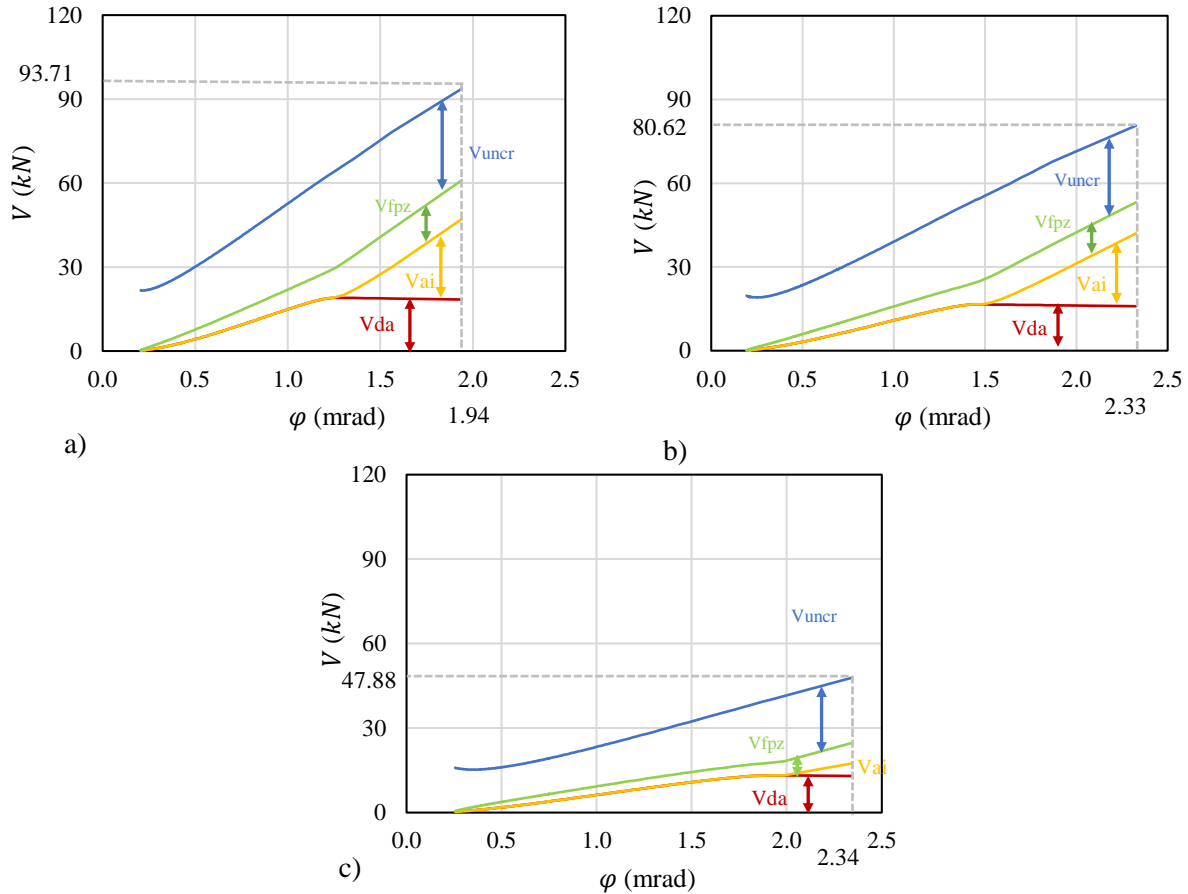 120
93.71
90
60
30
0
V (kN)
Vuncr
Vfpz
Vai
Vda
0.0 0.5 1.0 1.5 2.0 2.5
φ (mrad)
1.94
a)
120
90
80.62
60
30
0
V (kN)
Vuncr
Vfpz
Vai
Vda
0.0 0.5 1.0 1.5 2.0 2.5
φ (mrad)
2.33
b)
120
90
60
47.88
30
0
V (kN)
Vuncr
Vfpz
Vai
Vda
0.0 0.5 1.0 1.5 2.0 2.5
2.34
φ (mrad)
c)